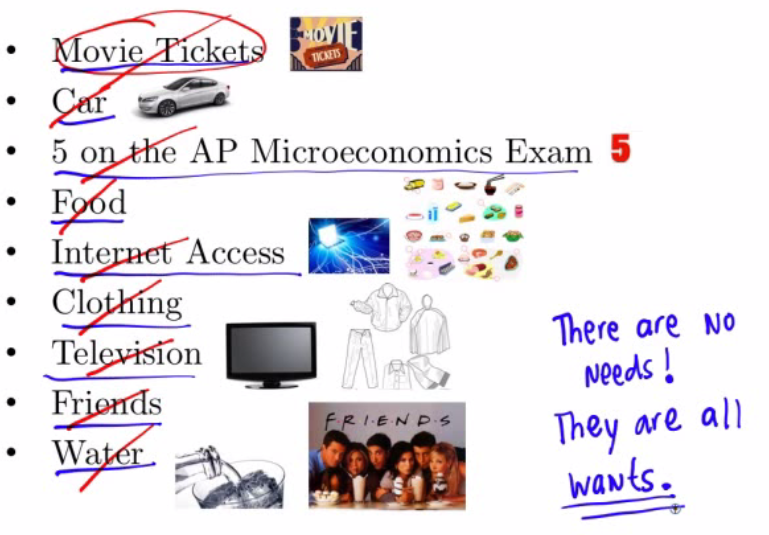 • Movie Tickets
MOVIE
TICKETS
• Car
• 5 on the AP Microeconomics Exam 5
• Food
• Internet Access
• Clothing
• Television
• Friends
F·R·I·E·N·D·S
• Water
There are no
needs!
They are all
wants.